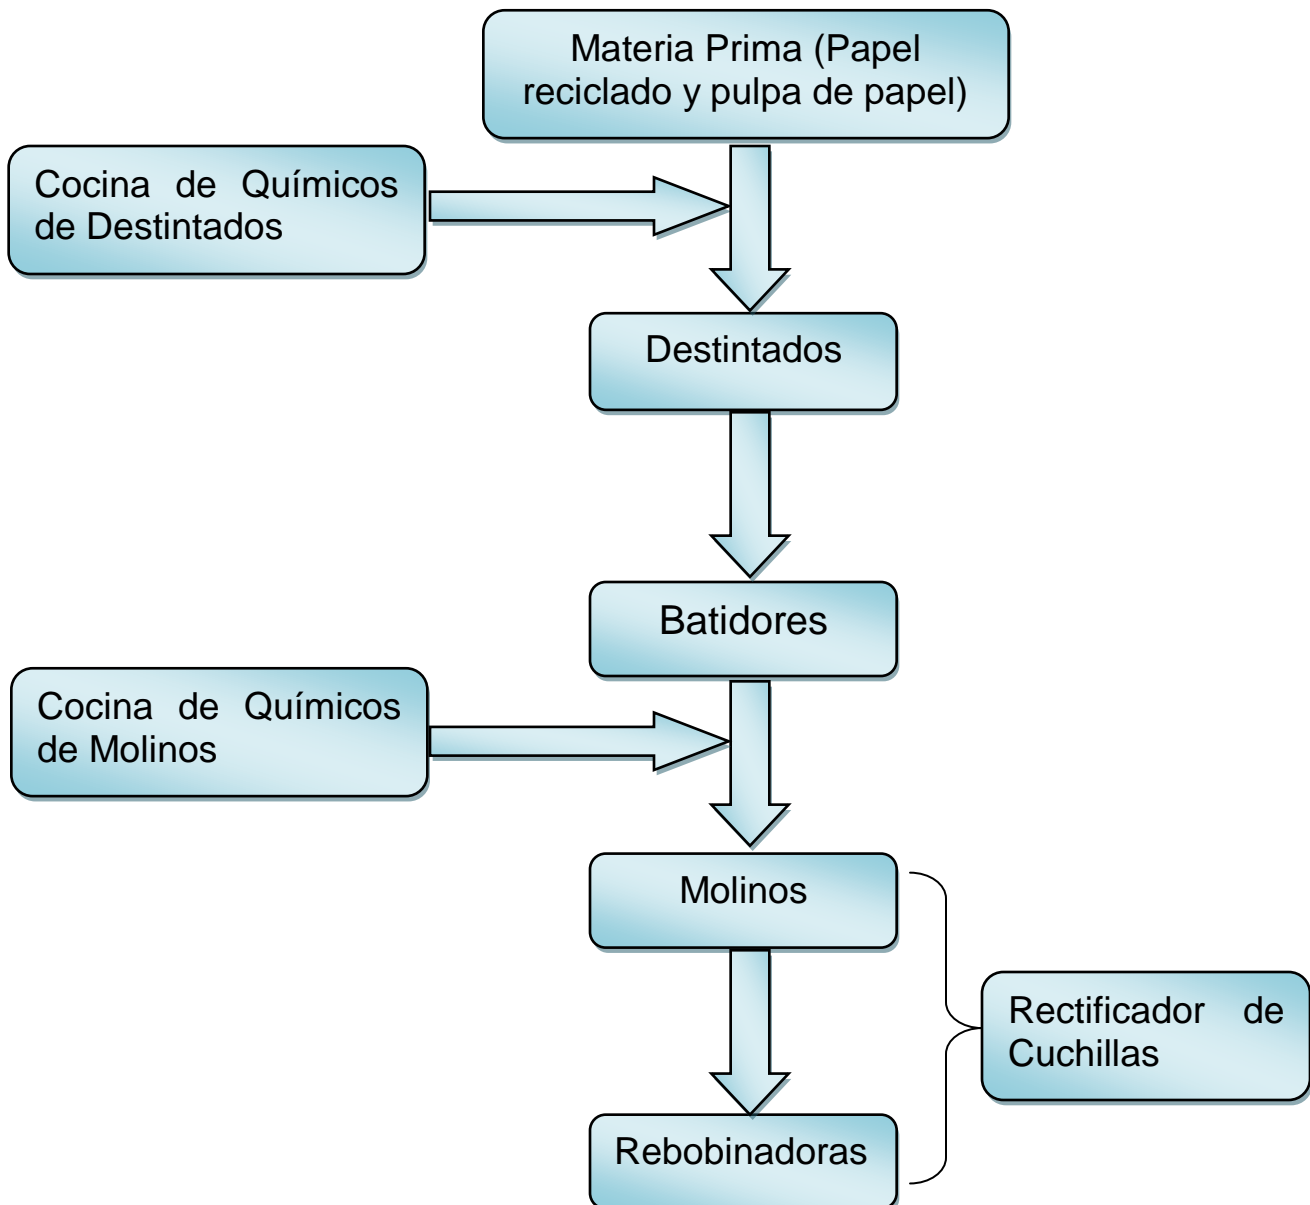 Materia Prima (Papel
reciclado y pulpa de papel)
Cocina de Químicos
de Destintados
Destintados
Batidores
Cocina de Químicos
de Molinos
Molinos
Rectificador de
Cuchillas
Rebobinadoras